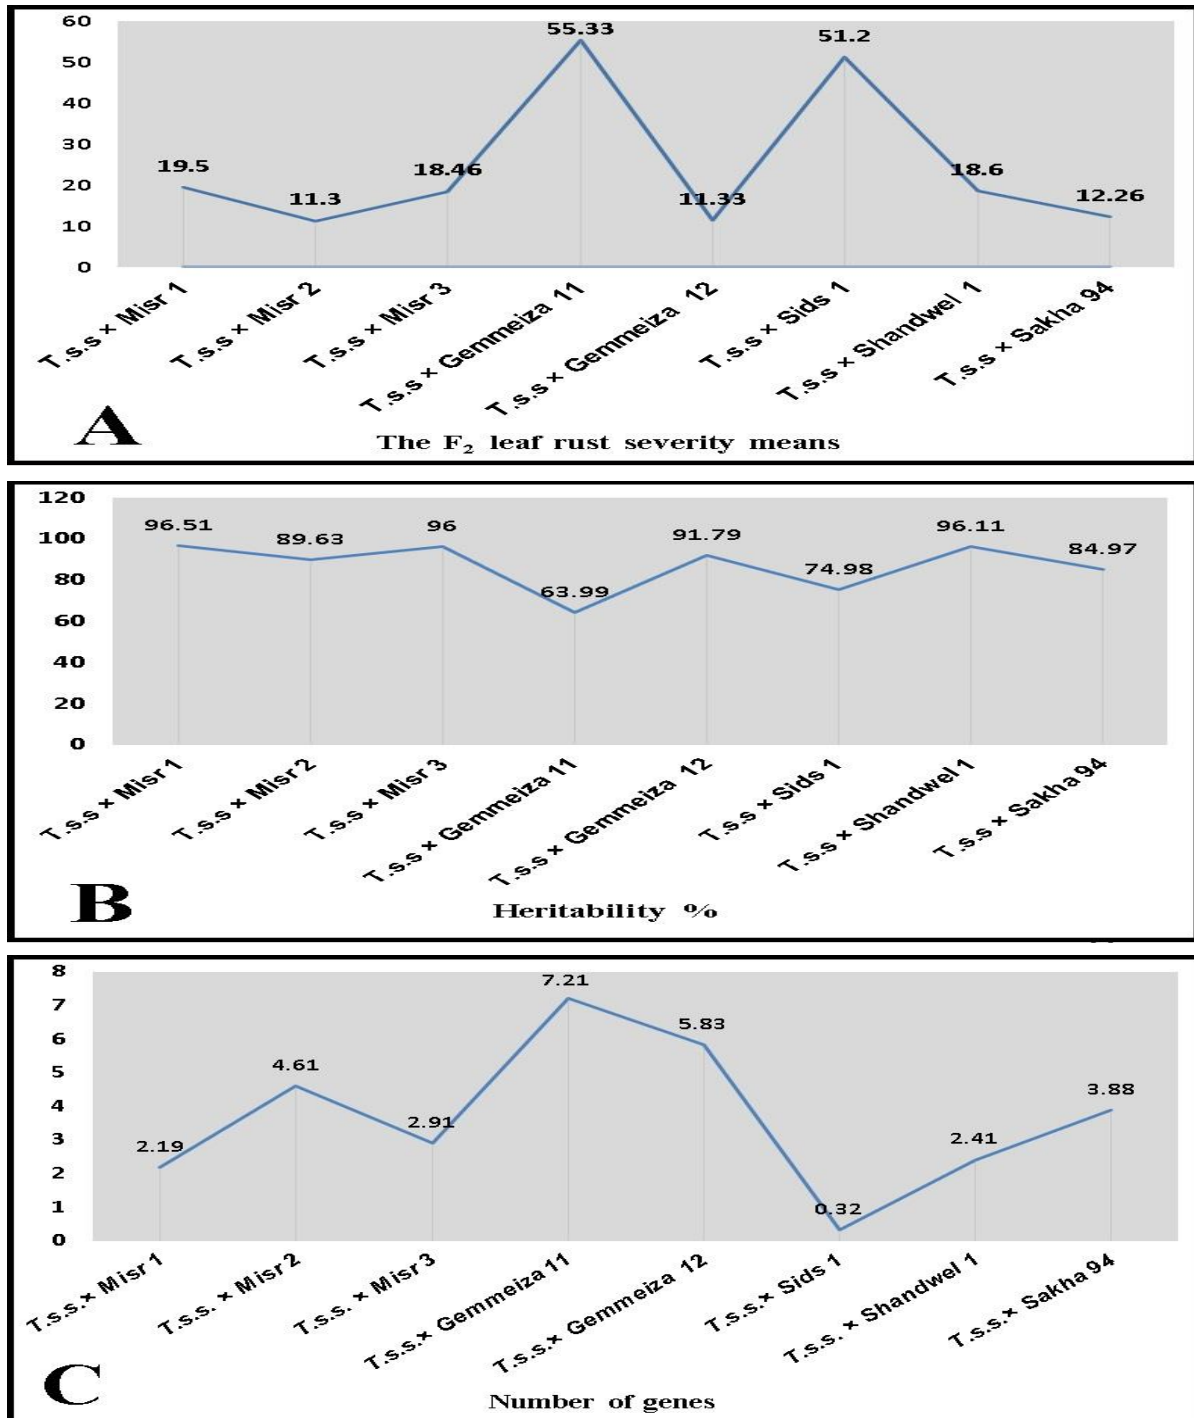 60
50
40
30
20
10
0
19.5
11.3
18.46
55.33
11.33
51.2
18.6
12.26
T.s.s × Misr 1
T.s.s × Misr 2
T.s.s × Misr 3
T.s.s × Gemmeiza 11
T.s.s × Gemmeiza 12
T.s.s × Sids 1
T.s.s × Shandwel 1
T.s.s × Sakha 94
A
The F₂ leaf rust severity means
120
100
80
60
40
20
0
96.51
89.63
96
63.99
91.79
74.98
96.11
84.97
T.s.s × Misr 1
T.s.s × Misr 2
T.s.s × Misr 3
T.s.s × Gemmeiza 11
T.s.s × Gemmeiza 12
T.s.s × Sids 1
T.s.s × Shandwel 1
T.s.s × Sakha 94
B
Heritability %
8
7
6
5
4
3
2
1
0
2.19
4.61
2.91
7.21
5.83
0.32
2.41
3.88
T.s.s.× Misr 1
T.s.s. × Misr 2
T.s.s. × Misr 3
T.s.s.× Gemmeiza 11
T.s.s.× Gemmeiza 12
T.s.s.× Sids 1
T.s.s. × Shandwel 1
T.s.s.× Sakha 94
C
Number of genes